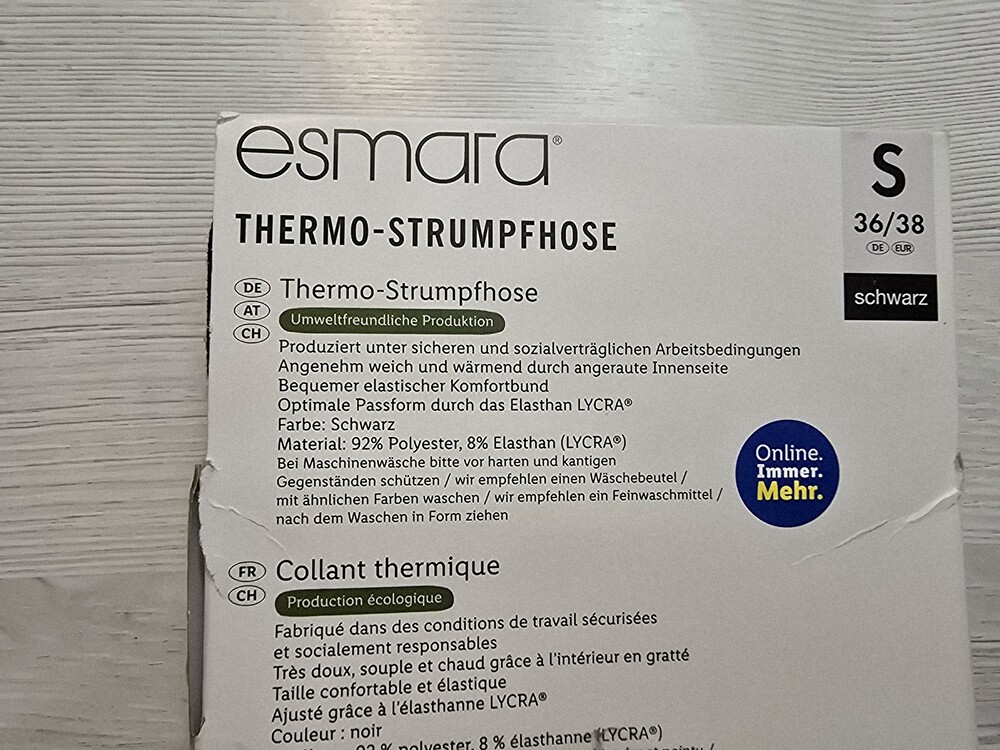 esmara®
S
36/38
DE EUR
schwarz
THERMO-STRUMPFHOSE
DE
AT
CH
Thermo-Strumpfhose
Umweltfreundliche Produktion
Produziert unter sicheren und sozialverträglichen Arbeitsbedingungen
Angenehm weich und wärmend durch angeraute Innenseite
Bequemer elastischer Komfortbund
Optimale Passform durch das Elasthan LYCRA®
Farbe: Schwarz
Material: 92% Polyester, 8% Elasthan (LYCRA®)
Bei Maschinenwäsche bitte vor harten und kantigen
Gegenständen schützen / wir empfehlen einen Wäschebeutel /
mit ähnlichen Farben waschen / wir empfehlen ein Feinwaschmittel /
nach dem Waschen in Form ziehen
Online.
Immer.
Mehr.
FR
CH
Collant thermique
Production écologique
Fabriqué dans des conditions de travail sécurisées
et socialement responsables
Très doux, souple et chaud grâce à l'intérieur en gratté
Taille confortable et élastique
Ajusté grâce à l'élasthanne LYCRA®
Couleur : noir
92 % polyester, 8 % élasthanne (LYCRA®)